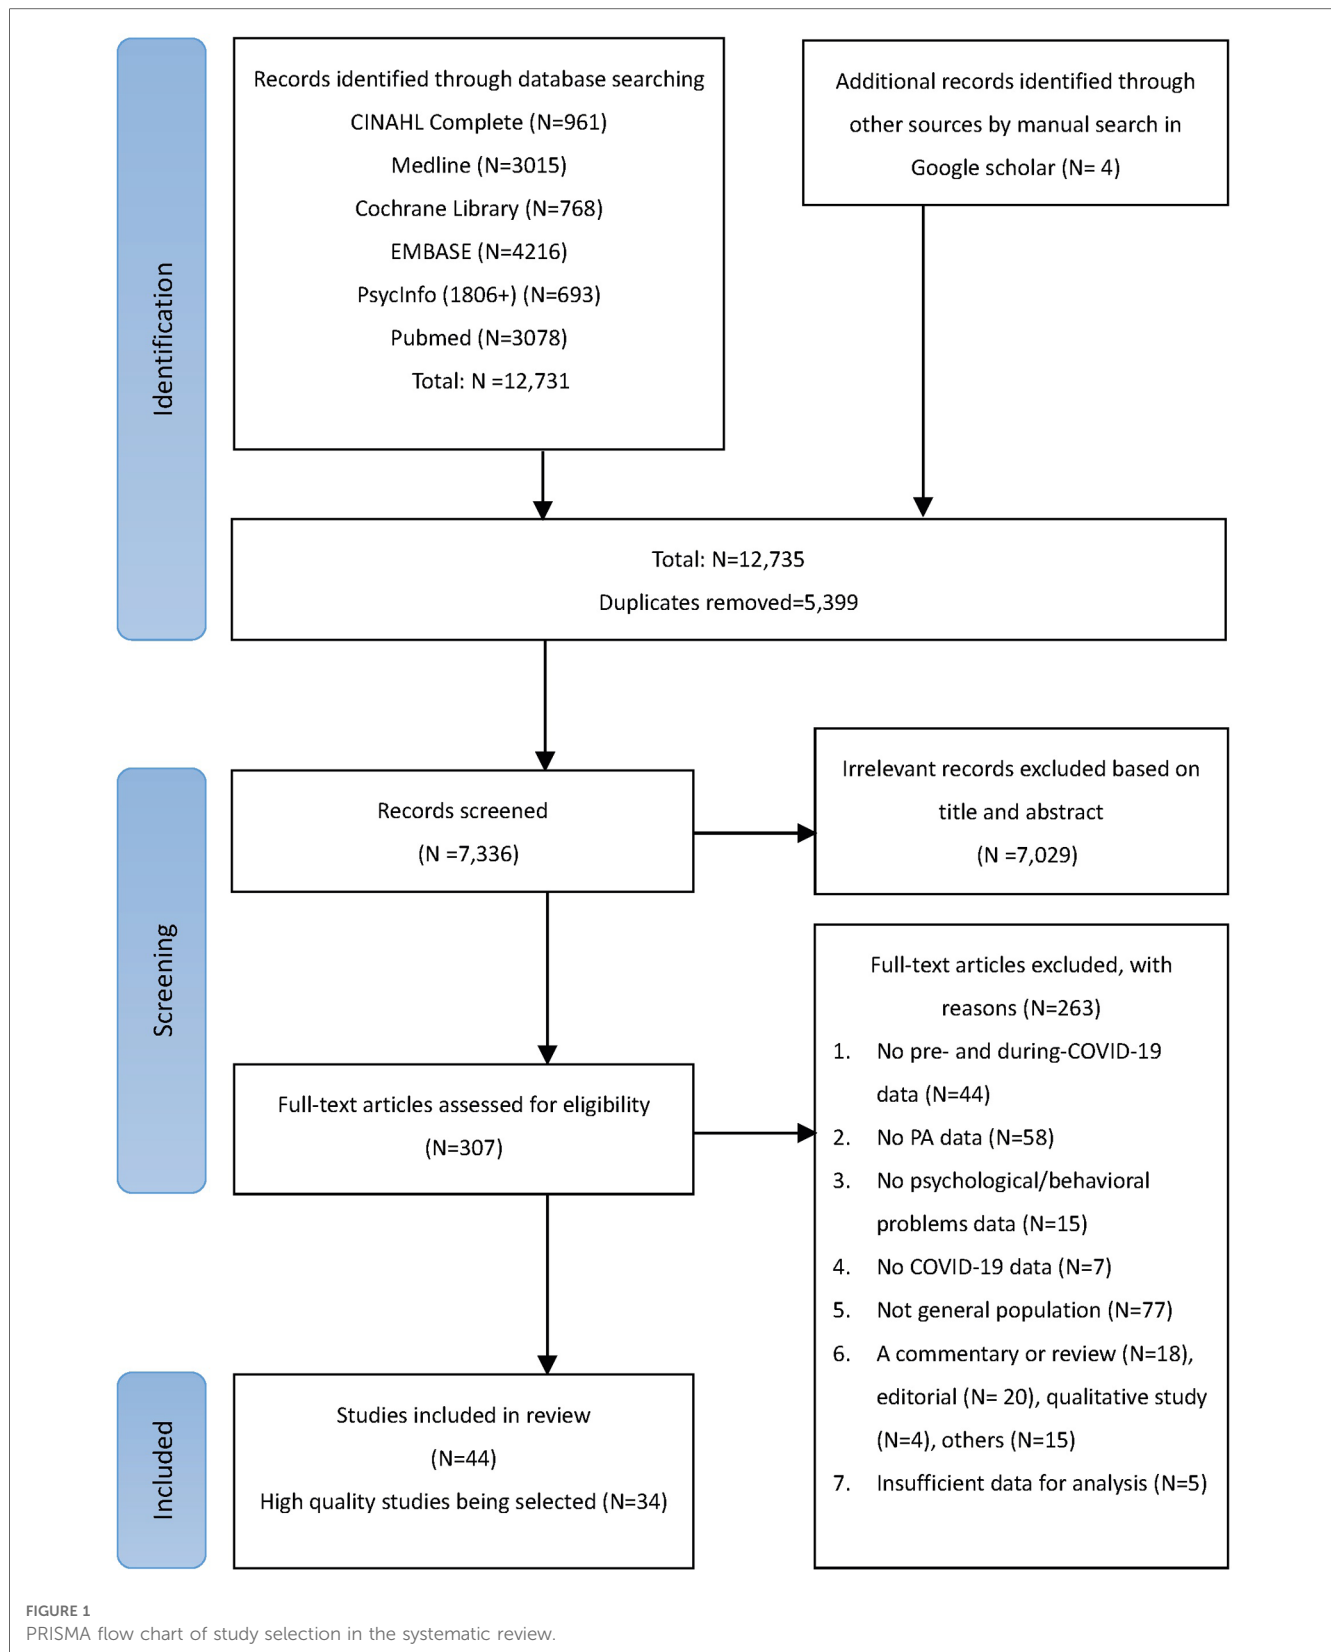 Identification
Records identified through database searching
CINAHL Complete (N=961)
Medline (N=3015)
Cochrane Library (N=768)
EMBASE (N=4216)
PsycInfo (1806+) (N=693)
Pubmed (N=3078)
Total: N =12,731
Additional records identified through
other sources by manual search in
Google scholar (N= 4)
Total: N=12,735
Duplicates removed=5,399
Screening
Records screened
(N =7,336)
Irrelevant records excluded based on
title and abstract
(N =7,029)
Full-text articles assessed for eligibility
(N=307)
Full-text articles excluded, with
reasons (N=263)
1. No pre- and during-COVID-19
data (N=44)
2. No PA data (N=58)
3. No psychological/behavioral
problems data (N=15)
4. No COVID-19 data (N=7)
5. Not general population (N=77)
6. A commentary or review (N=18),
editorial (N= 20), qualitative study
(N=4), others (N=15)
7. Insufficient data for analysis (N=5)
Included
Studies included in review
(N=44)
High quality studies being selected (N=34)
FIGURE 1
PRISMA flow chart of study selection in the systematic review.